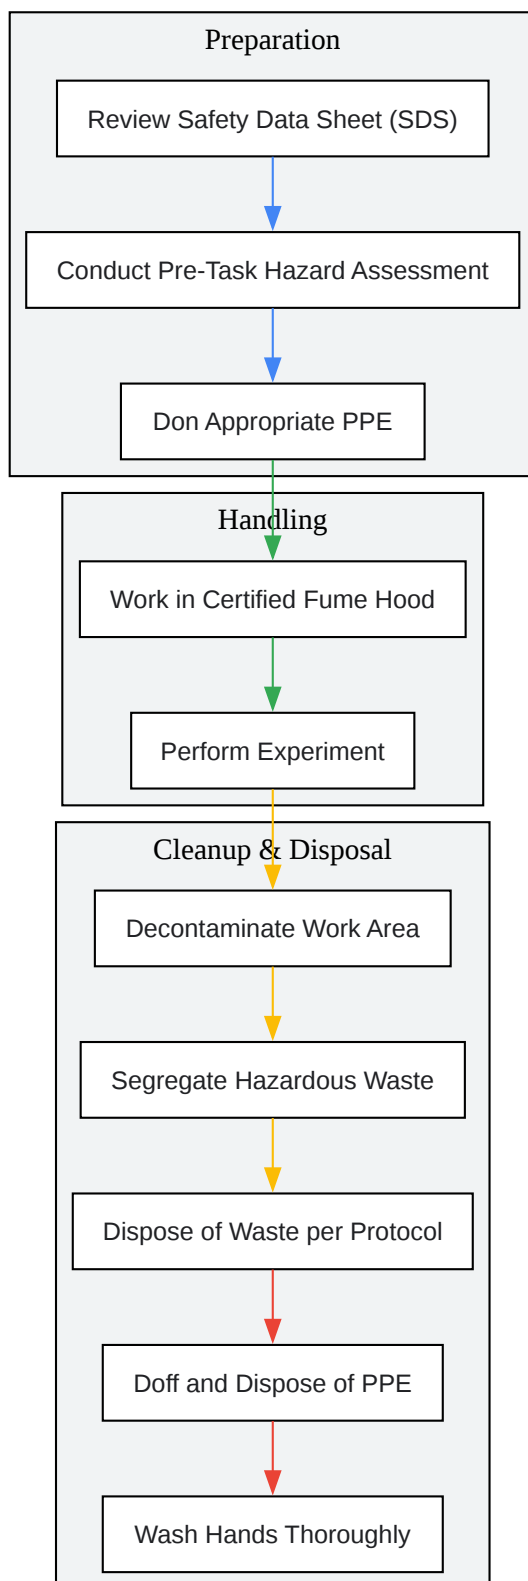 Preparation
Review Safety Data Sheet (SDS)
Conduct Pre-Task Hazard Assessment
Don Appropriate PPE
Handling
Work in Certified Fume Hood
Perform Experiment
Cleanup & Disposal
Decontaminate Work Area
Segregate Hazardous Waste
Dispose of Waste per Protocol
Doff and Dispose of PPE
Wash Hands Thoroughly